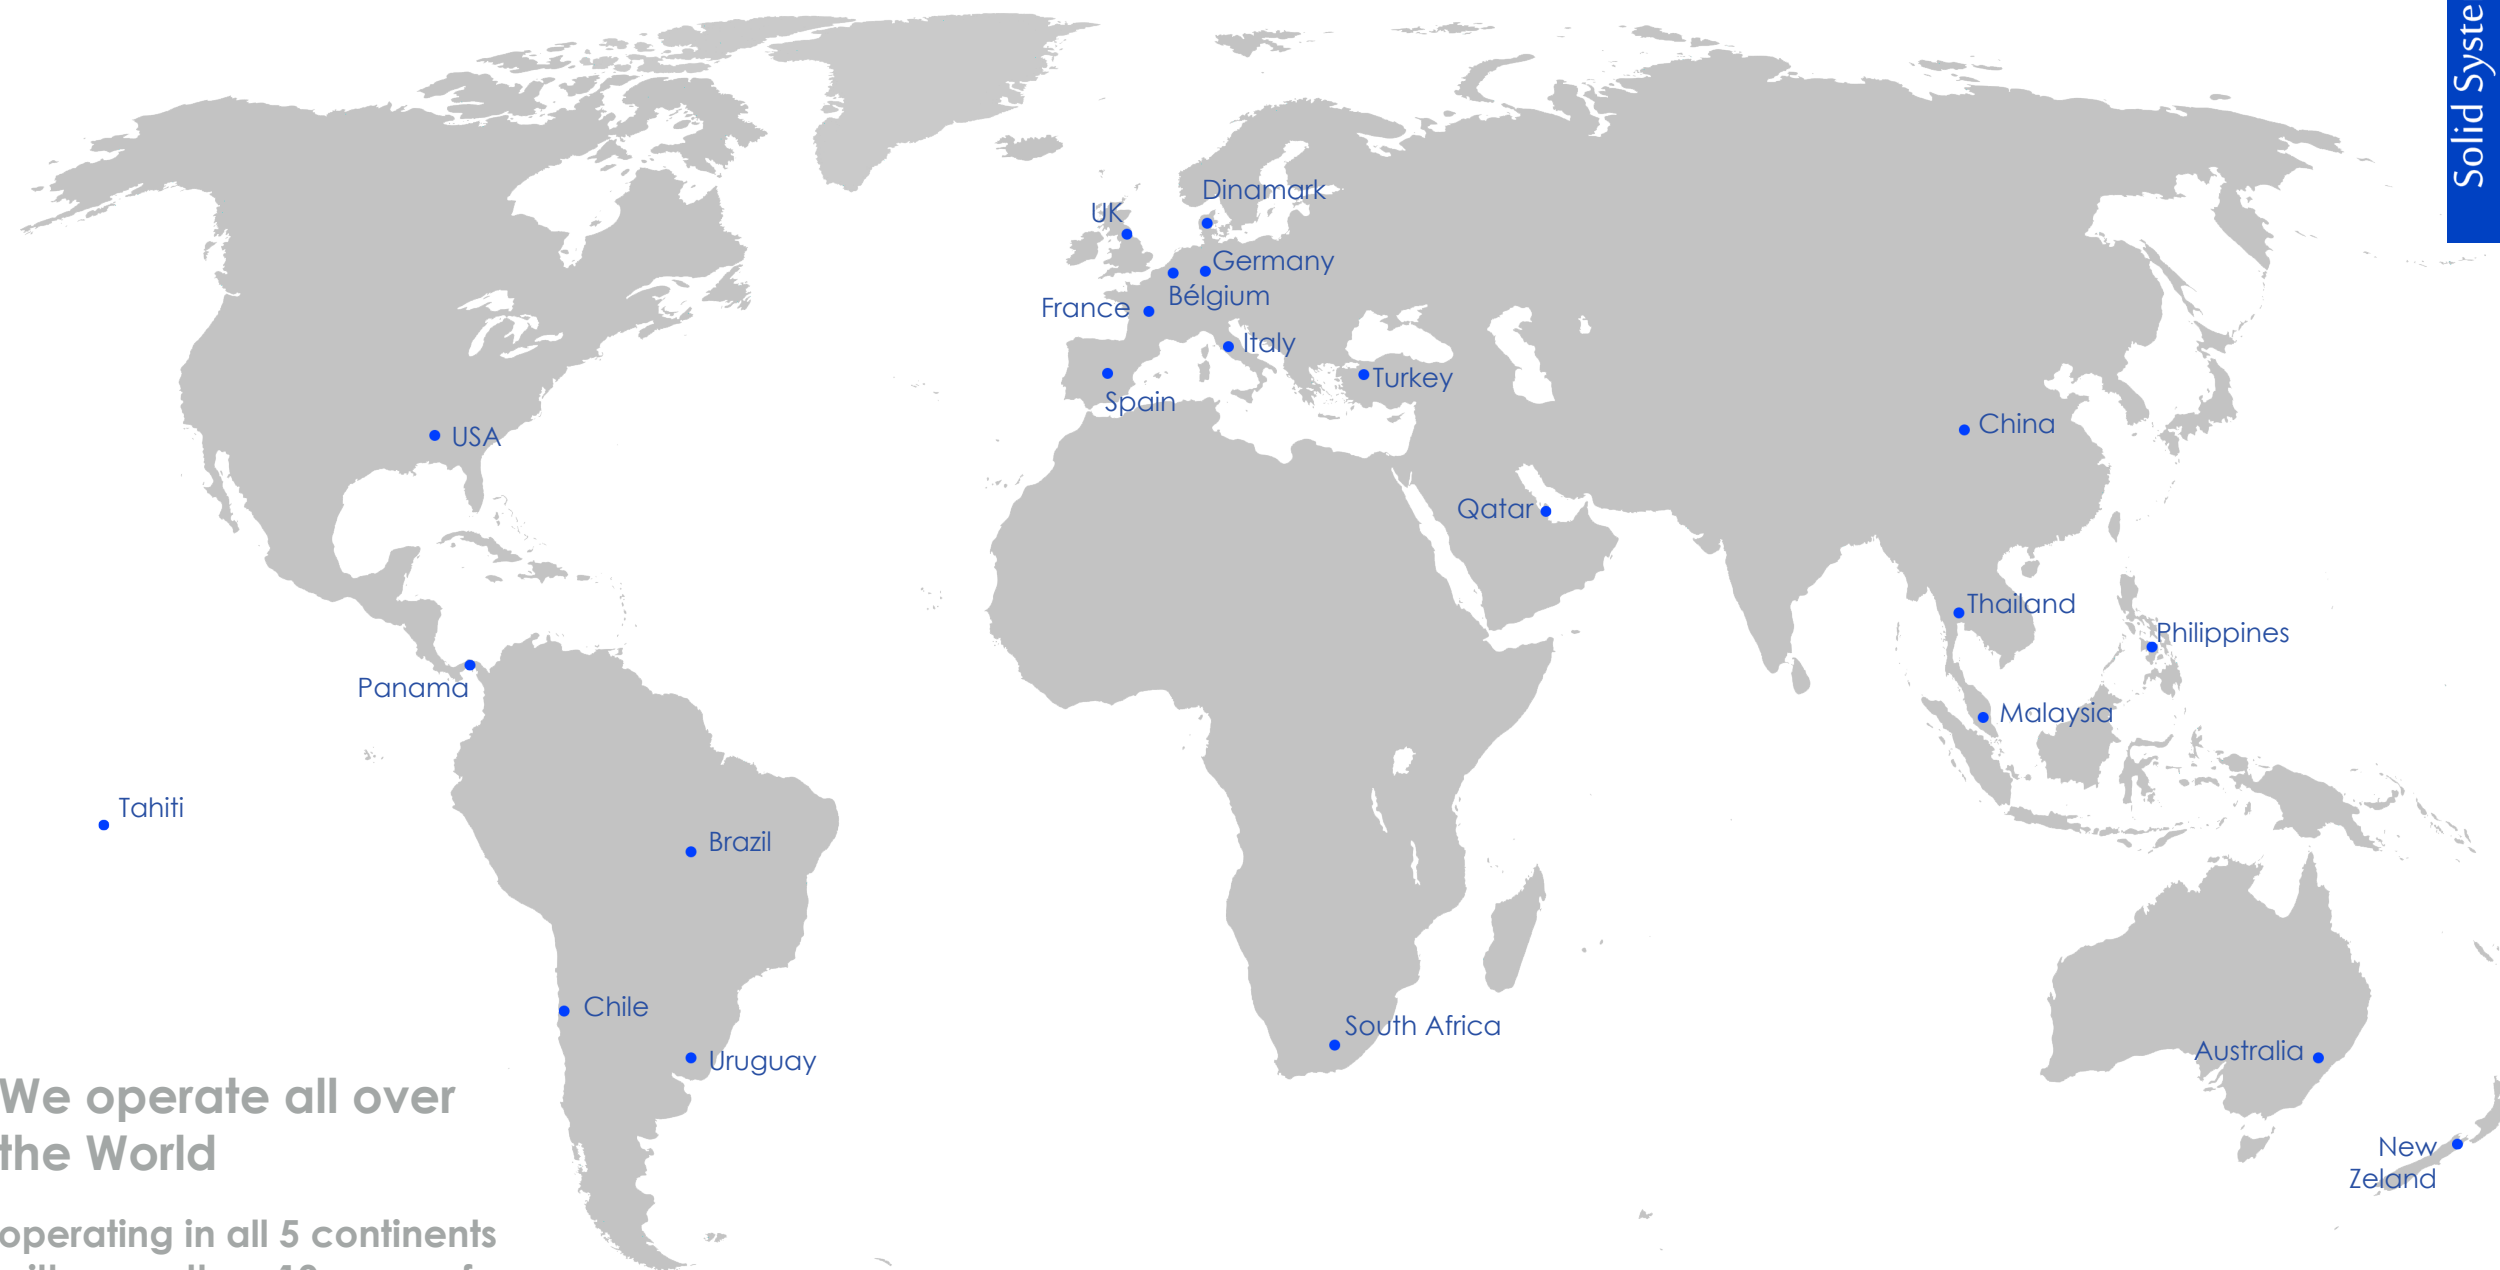 Solid Syste
Dinamark
UK
Germany
Bélgium
France
Italy
Turkey
Spain
China
USA
Qatar
Thailand
Philippines
Panama
Malaysia
Tahiti
Brazil
Chile
South Africa
Uruguay
Australia
We operate all over
the World
New
Zeland
operating in all 5 continents